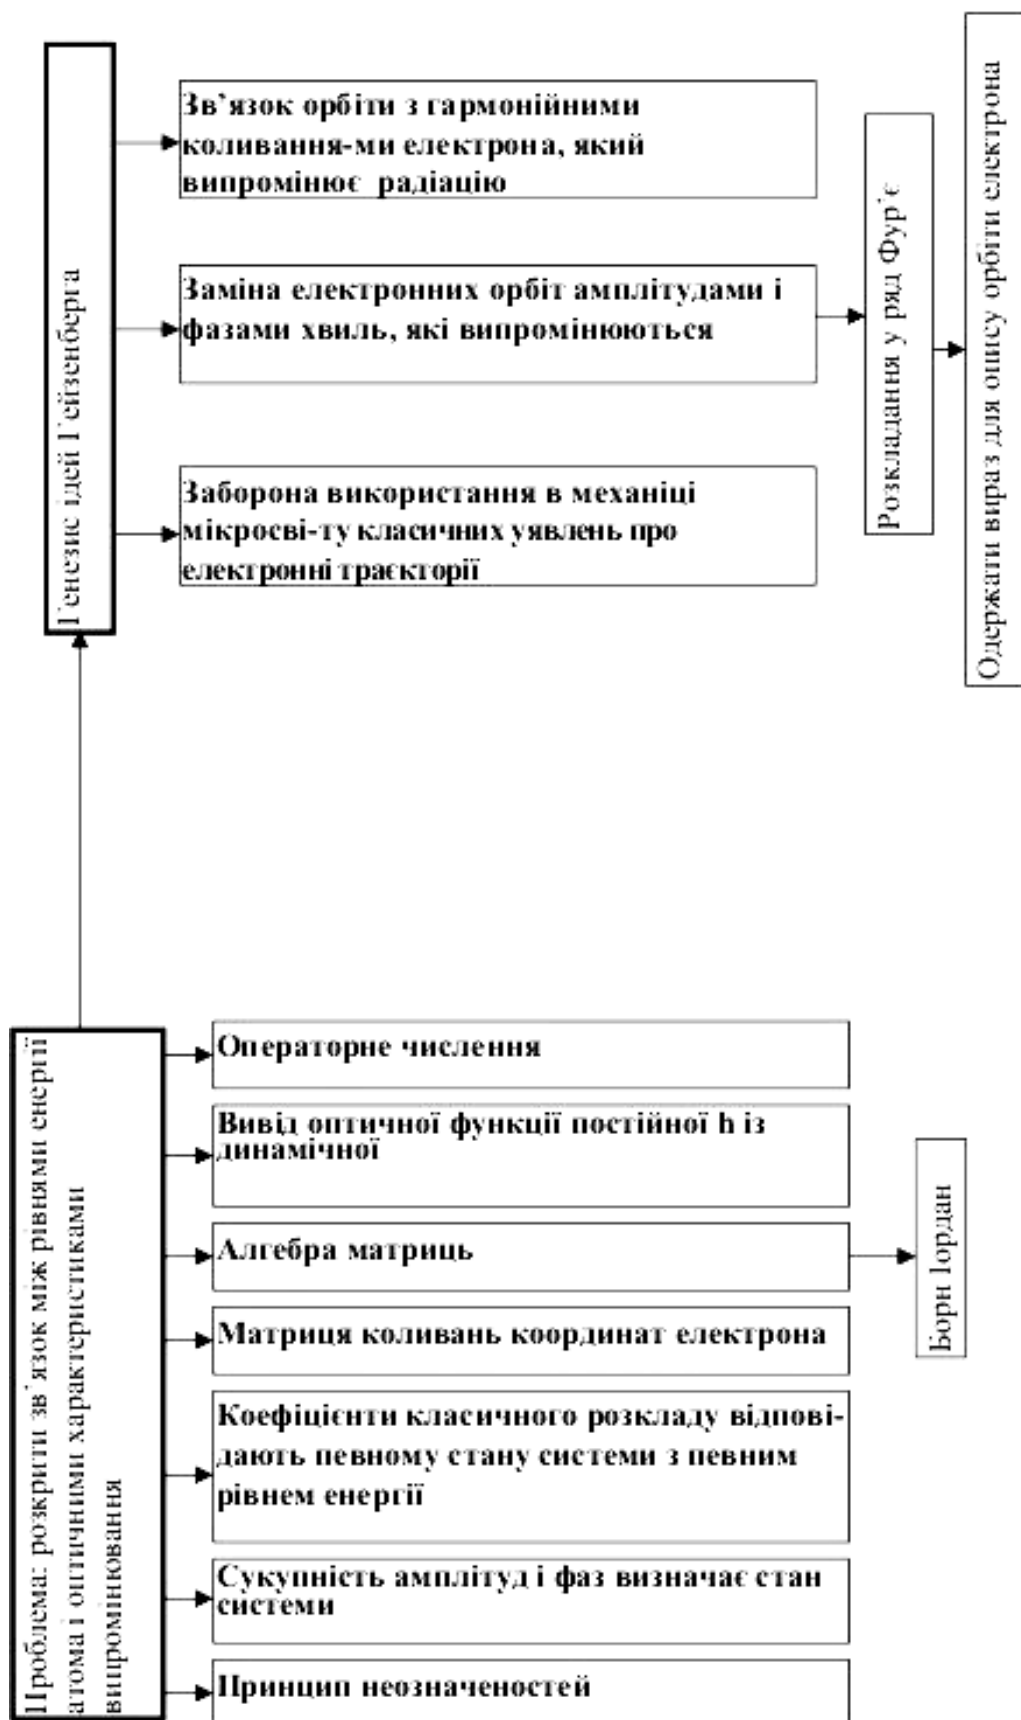 Генезис ідей Гейзенберга
Зв’язок орбіти з гармонійними
коливання-ми електрона, який
випромінює радіацію
Заміна електронних орбіт амплітудами і
фазами хвиль, які випромінюються
Заборона використання в механіці
мікросві-ту класичних уявлень про
електронні траєкторії
Розкладання у ряд Фур’є
Одержати вираз для опису орбіти електрона
Проблема: розкрити зв’язок між рівнями енергії
атома і оптичними характеристиками
випромінювання
Операторне числення
Вивід оптичної функції постійної h із
динамічної
Алгебра матриць
Матриця коливань координат електрона
Коефіцієнти класичного розкладу відпові-
дають певному стану системи з певним
рівнем енергії
Сукупність амплітуд і фаз визначає стан
системи
Принцип неозначеностей
Борн Іордан